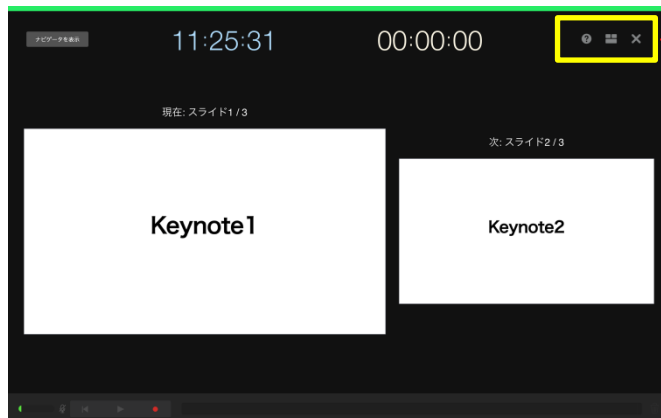 ナビゲータを表示
11:25:31
00:00:00
現在: スライド1 / 3
次: スライド2 / 3
Keynote1
Keynote2